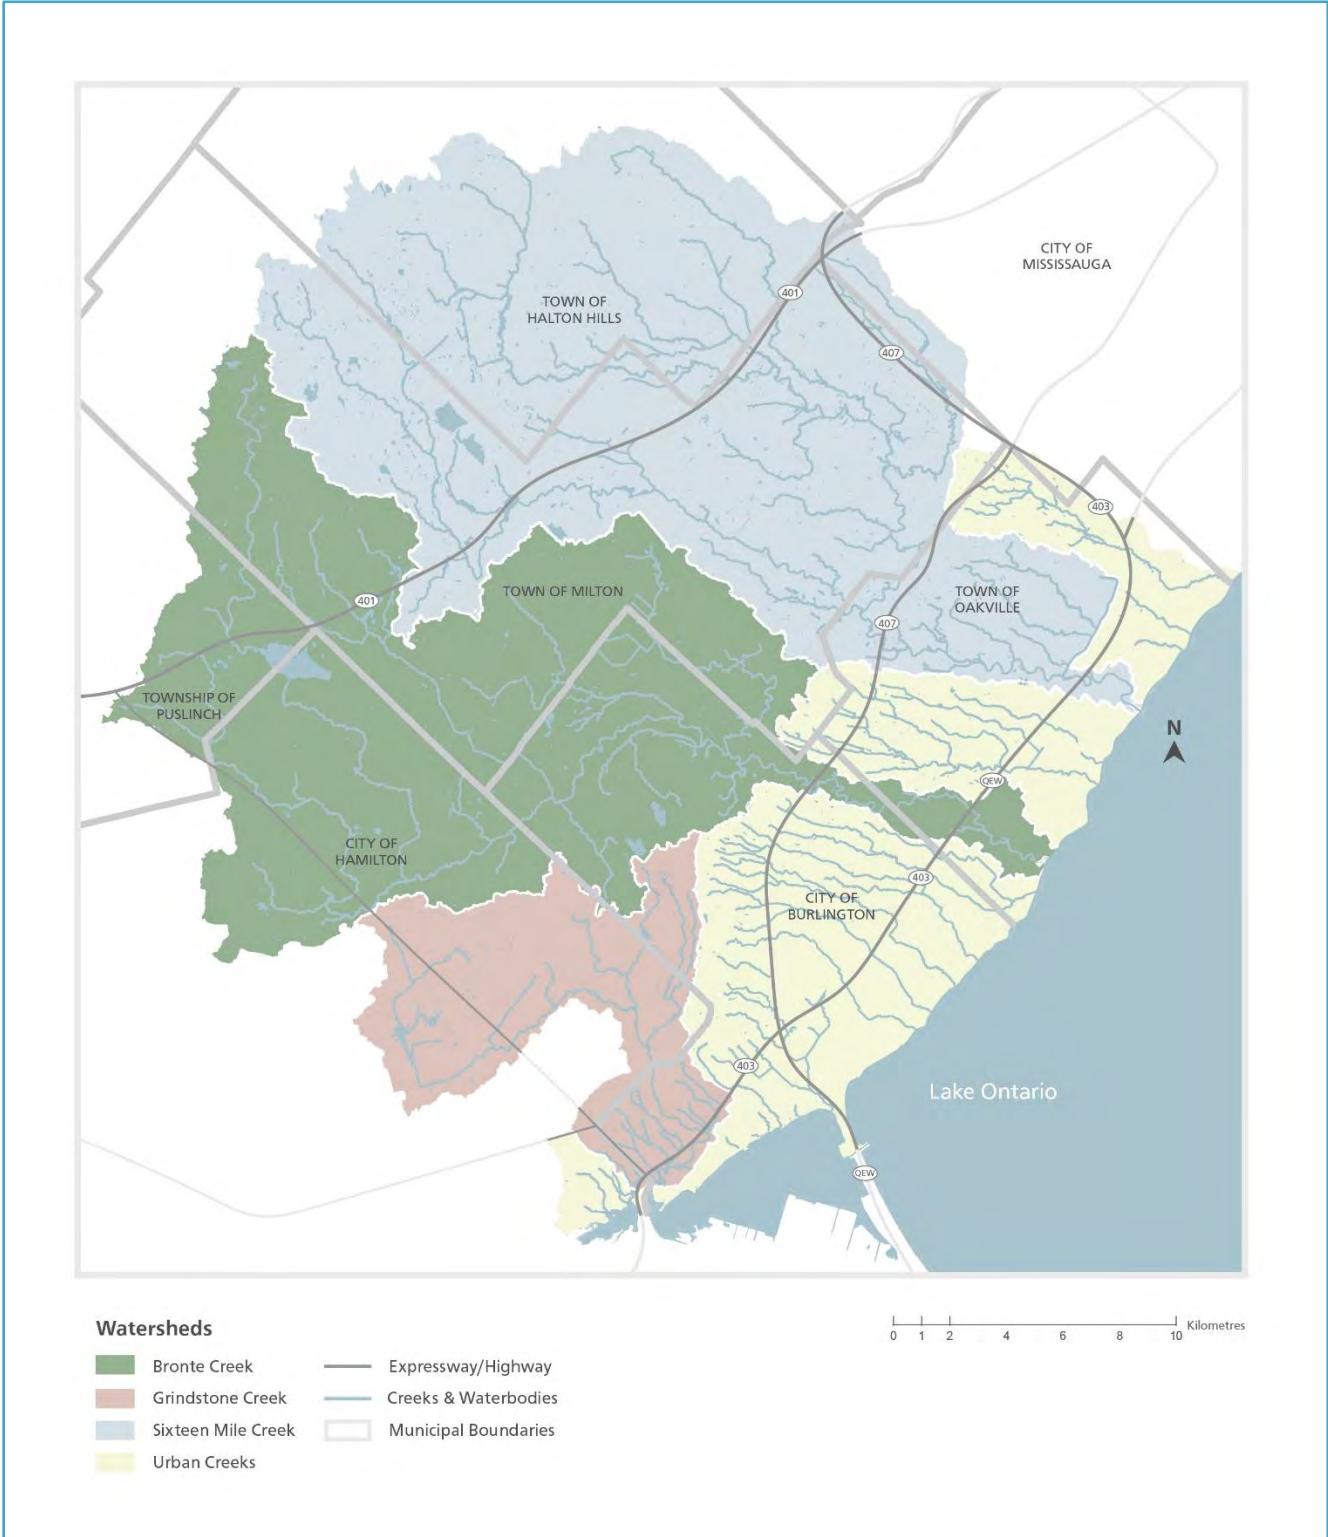 CITY OF
MISSISSAUGA
401
TOWN OF
HALTON HILLS
407
403
TOWN OF MILTON
TOWN OF
OAKVILLE
401
407
TOWNSHIP OF
PUSLINCH
N
QEW
CITY OF
HAMILTON
403
CITY OF
BURLINGTON
403
Lake Ontario
QEW
Watersheds
Bronte Creek
Grindstone Creek
Sixteen Mile Creek
Urban Creeks
Expressway/Highway
Creeks & Waterbodies
Municipal Boundaries
0 1 2 4 6 8 10 Kilometres